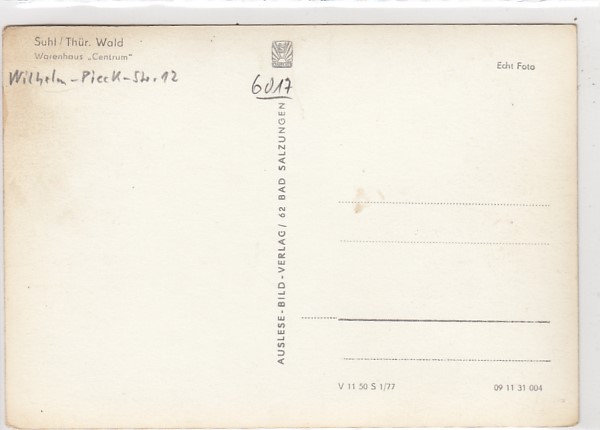 Suhl/Thür. Wald
Warenhaus „Centrum"
Wilhelm-Pieck-Str. 12
6017
Echt Foto
AUSLESE-BILD-VERLAG/ 62 BAD SALZUNGEN
V 11 50 S 1/77
09 11 31 004